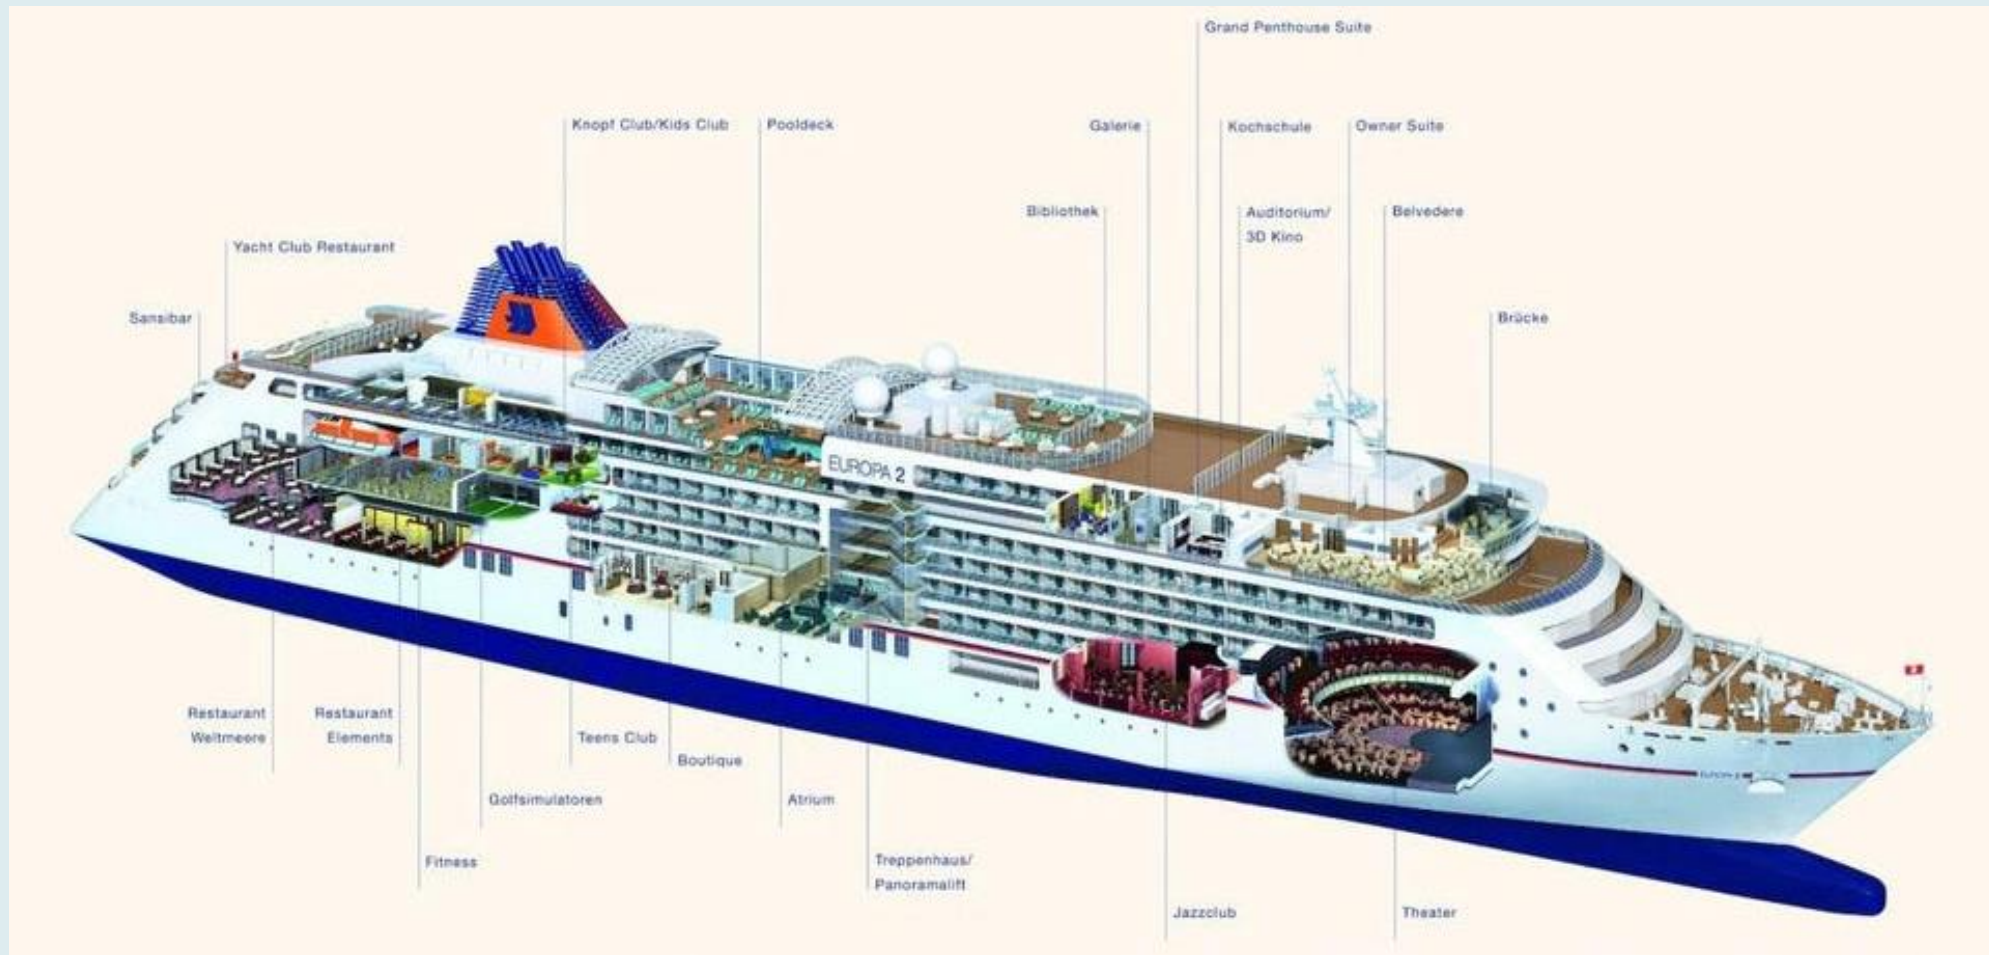 Grand Penthouse Suite
Knopf Club/Kids Club
Pooldeck
Galerie
Kochschule
Owner Suite
Bibliothek
Auditorium/
3D Kino
Belvedere
Yacht Club Restaurant
Sansibar
Brücke
EUROPA 2
Restaurant
Weltmeere
Restaurant
Elements
Teens Club
Boutique
EUROPA 2
Golfsimulatoren
Atrium
Fitness
Treppenhaus/
Panoramalift
Jazzclub
Theater